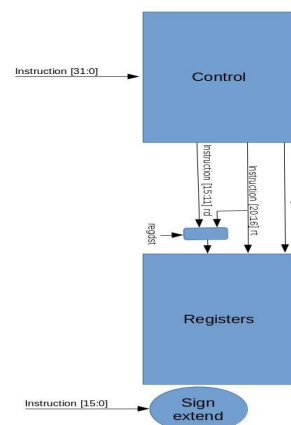 Control
Instruction [31:0]
Instruction [15:11] rd
Instruction [20:16] rt
regdst
Registers
Sign
extend
Instruction [15:0]